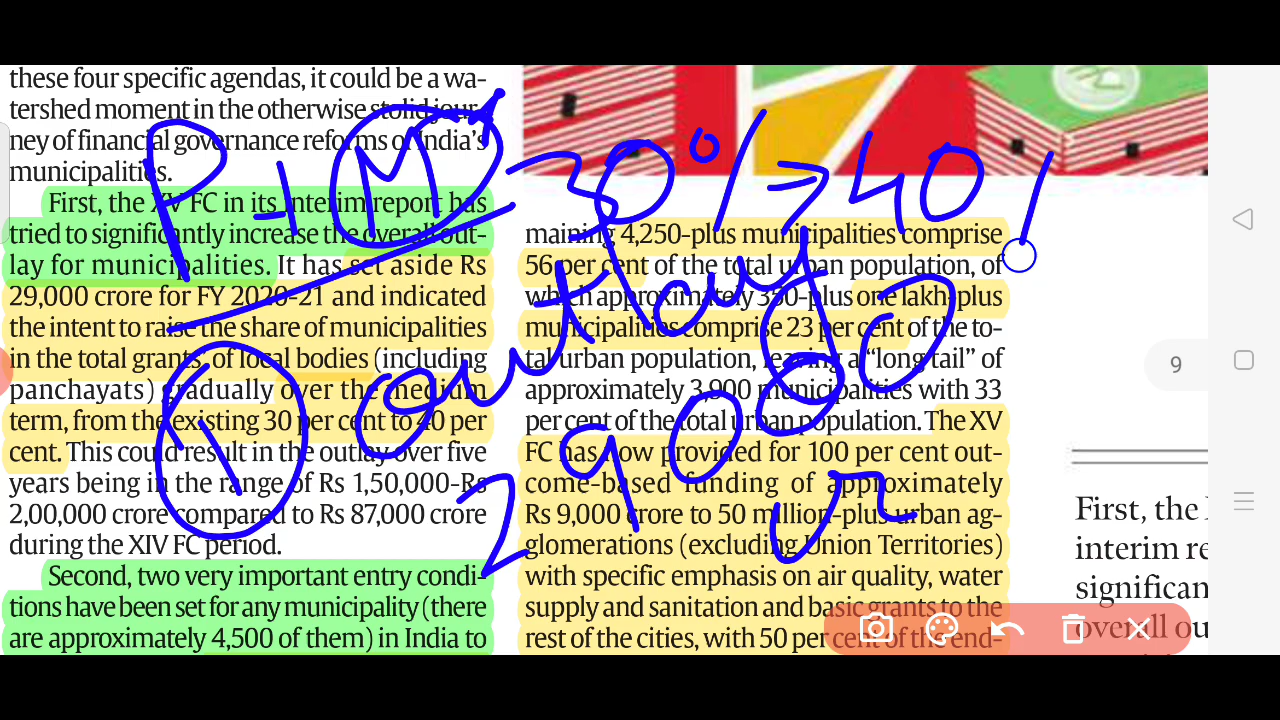 these four specific agendas, it could be a wa-
tershed moment in the otherwise stolid jour-
ney of financial governance reforms of India's
municipalities.
First, the XV FC in its interim report has
tried to significantly increase the overall out-
lay for municipalities. It has set aside Rs
29,000 crore for FY 2020-21 and indicated
the intent to raise the share of municipalities
in the total grants' of local bodies (including
panchayats) gradually over the medium
term, from the existing 30 per cent to 40 per
cent. This could result in the outlay over five
years being in the range of Rs 1,50,000-Rs
2,00,000 crore compared to Rs 87,000 crore
during the XIV FC period.
Second, two very important entry condi-
tions have been set for any municipality (there
are approximately 4,500 of them) in India to
maining 4,250-plus municipalities comprise
56 per cent of the total urban population, of
which approximately 350-plus one lakh-plus
municipalities comprise 23 per cent of the to-
tal urban population, leaving a "long tail" of
approximately 3,900 municipalities with 33
per cent of the total urban population. The XV
FC has now provided for 100 per cent out-
come-based funding of approximately
Rs 9,000 crore to 50 million-plus urban ag-
glomerations (excluding Union Territories)
with specific emphasis on air quality, water
supply and sanitation and basic grants to the
rest of the cities, with 50 per cent of the end-
30% → 40%
1
outlay
29000 cr
9
First, the
interim re
significan
overall ou